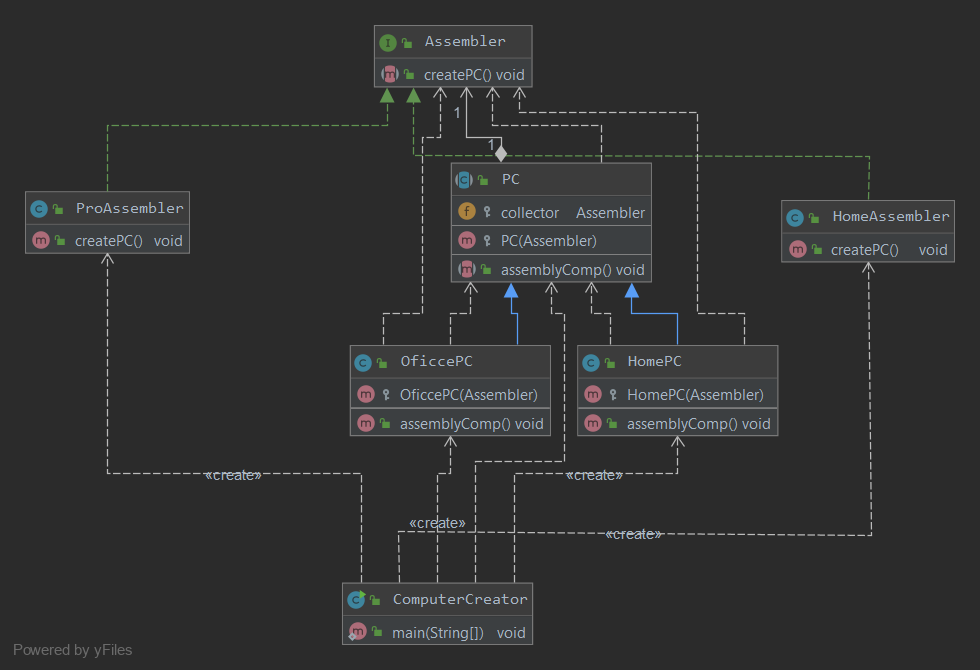 Assembler
createPC() void
1
1
PC
collector Assembler
PC(Assembler)
assemblyComp() void
ProAssembler
createPC() void
HomeAssembler
createPC() void
OficcePC
OficcePC(Assembler)
assemblyComp() void
HomePC
HomePC(Assembler)
assemblyComp() void
«create»
«create»
«create»
«create»
ComputerCreator
main(String[]) void
Powered by yFiles